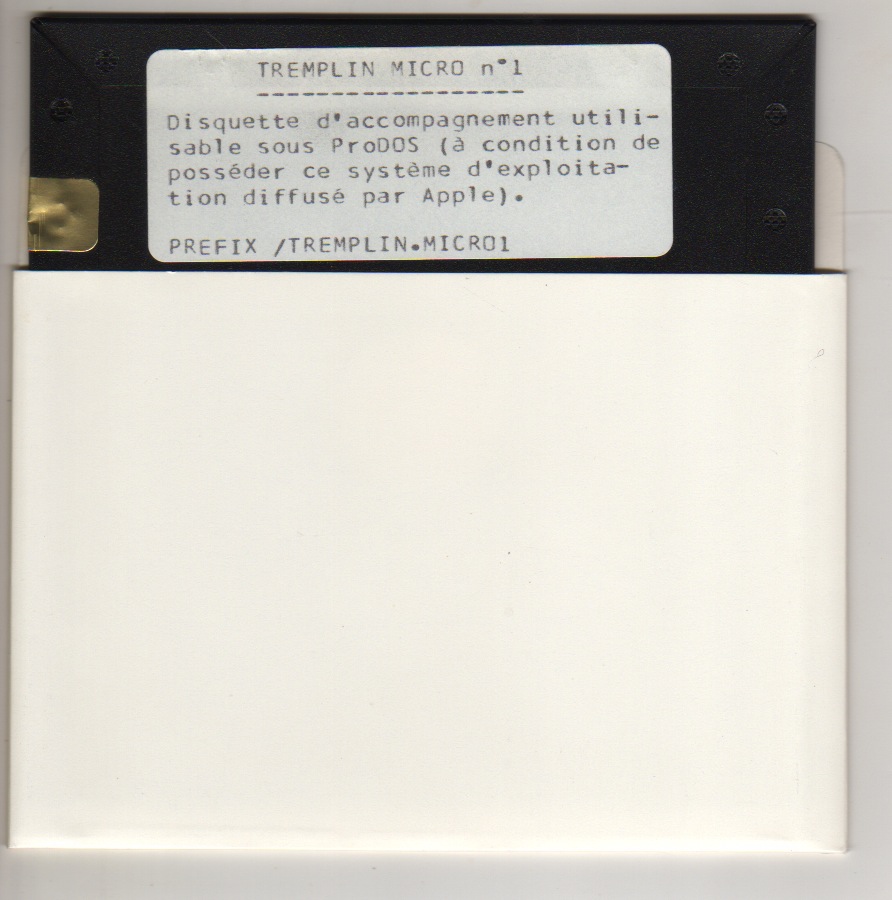 TREMPLIN MICRO n°1
------------------
Disquette d'accompagnement utili-
sable sous ProDOS (à condition de
posséder ce système d'exploita-
tion diffusé par Apple).
PREFIX /TREMPLIN.MICRO1